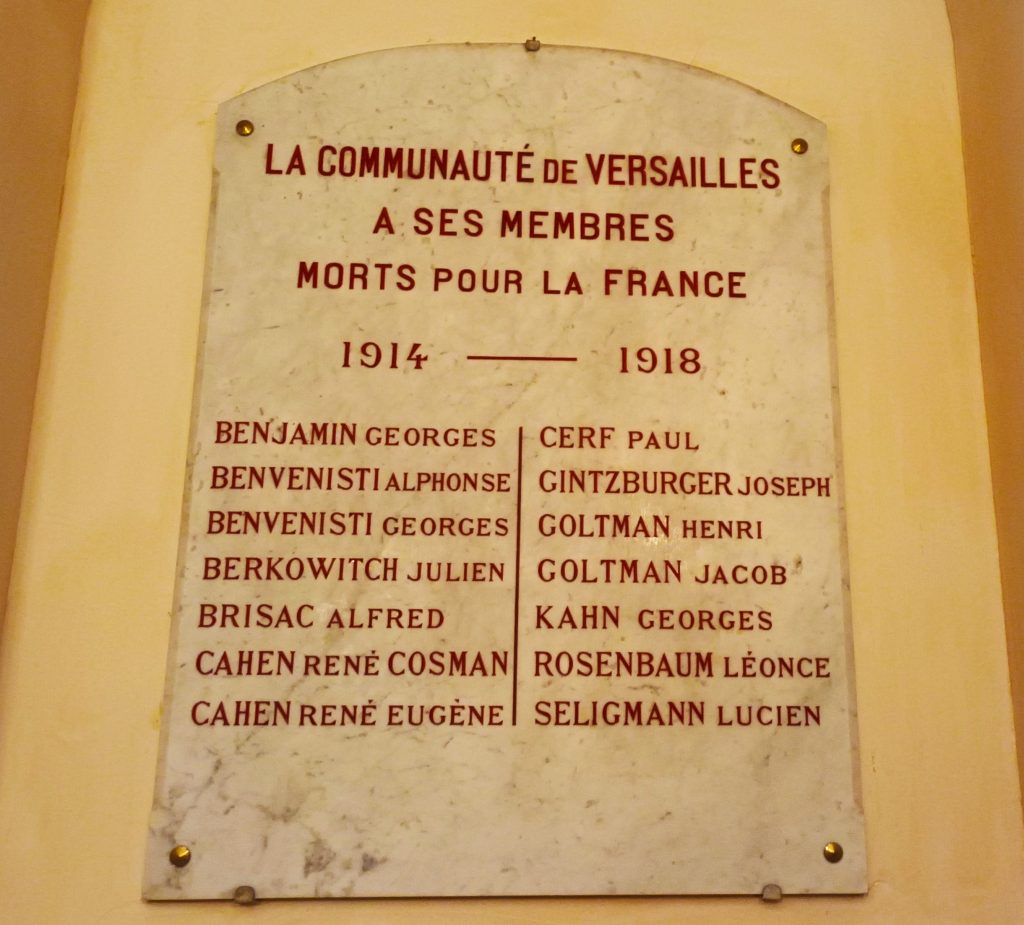 LA COMMUNAUTÉ DE VERSAILLES
A SES MEMBRES
MORTS POUR LA FRANCE
1914 — 1918
BENJAMIN GEORGES
BENVENISTI ALPHONSE
BENVENISTI GEORGES
BERKOWITCH JULIEN
BRISAC ALFRED
CAHEN RENÉ COSMAN
CAHEN RENÉ EUGÈNE
CERF PAUL
GINTZBURGER JOSEPH
GOLTMAN HENRI
GOLTMAN JACOB
KAHN GEORGES
ROSENBAUM LÉONCE
SELIGMANN LUCIEN